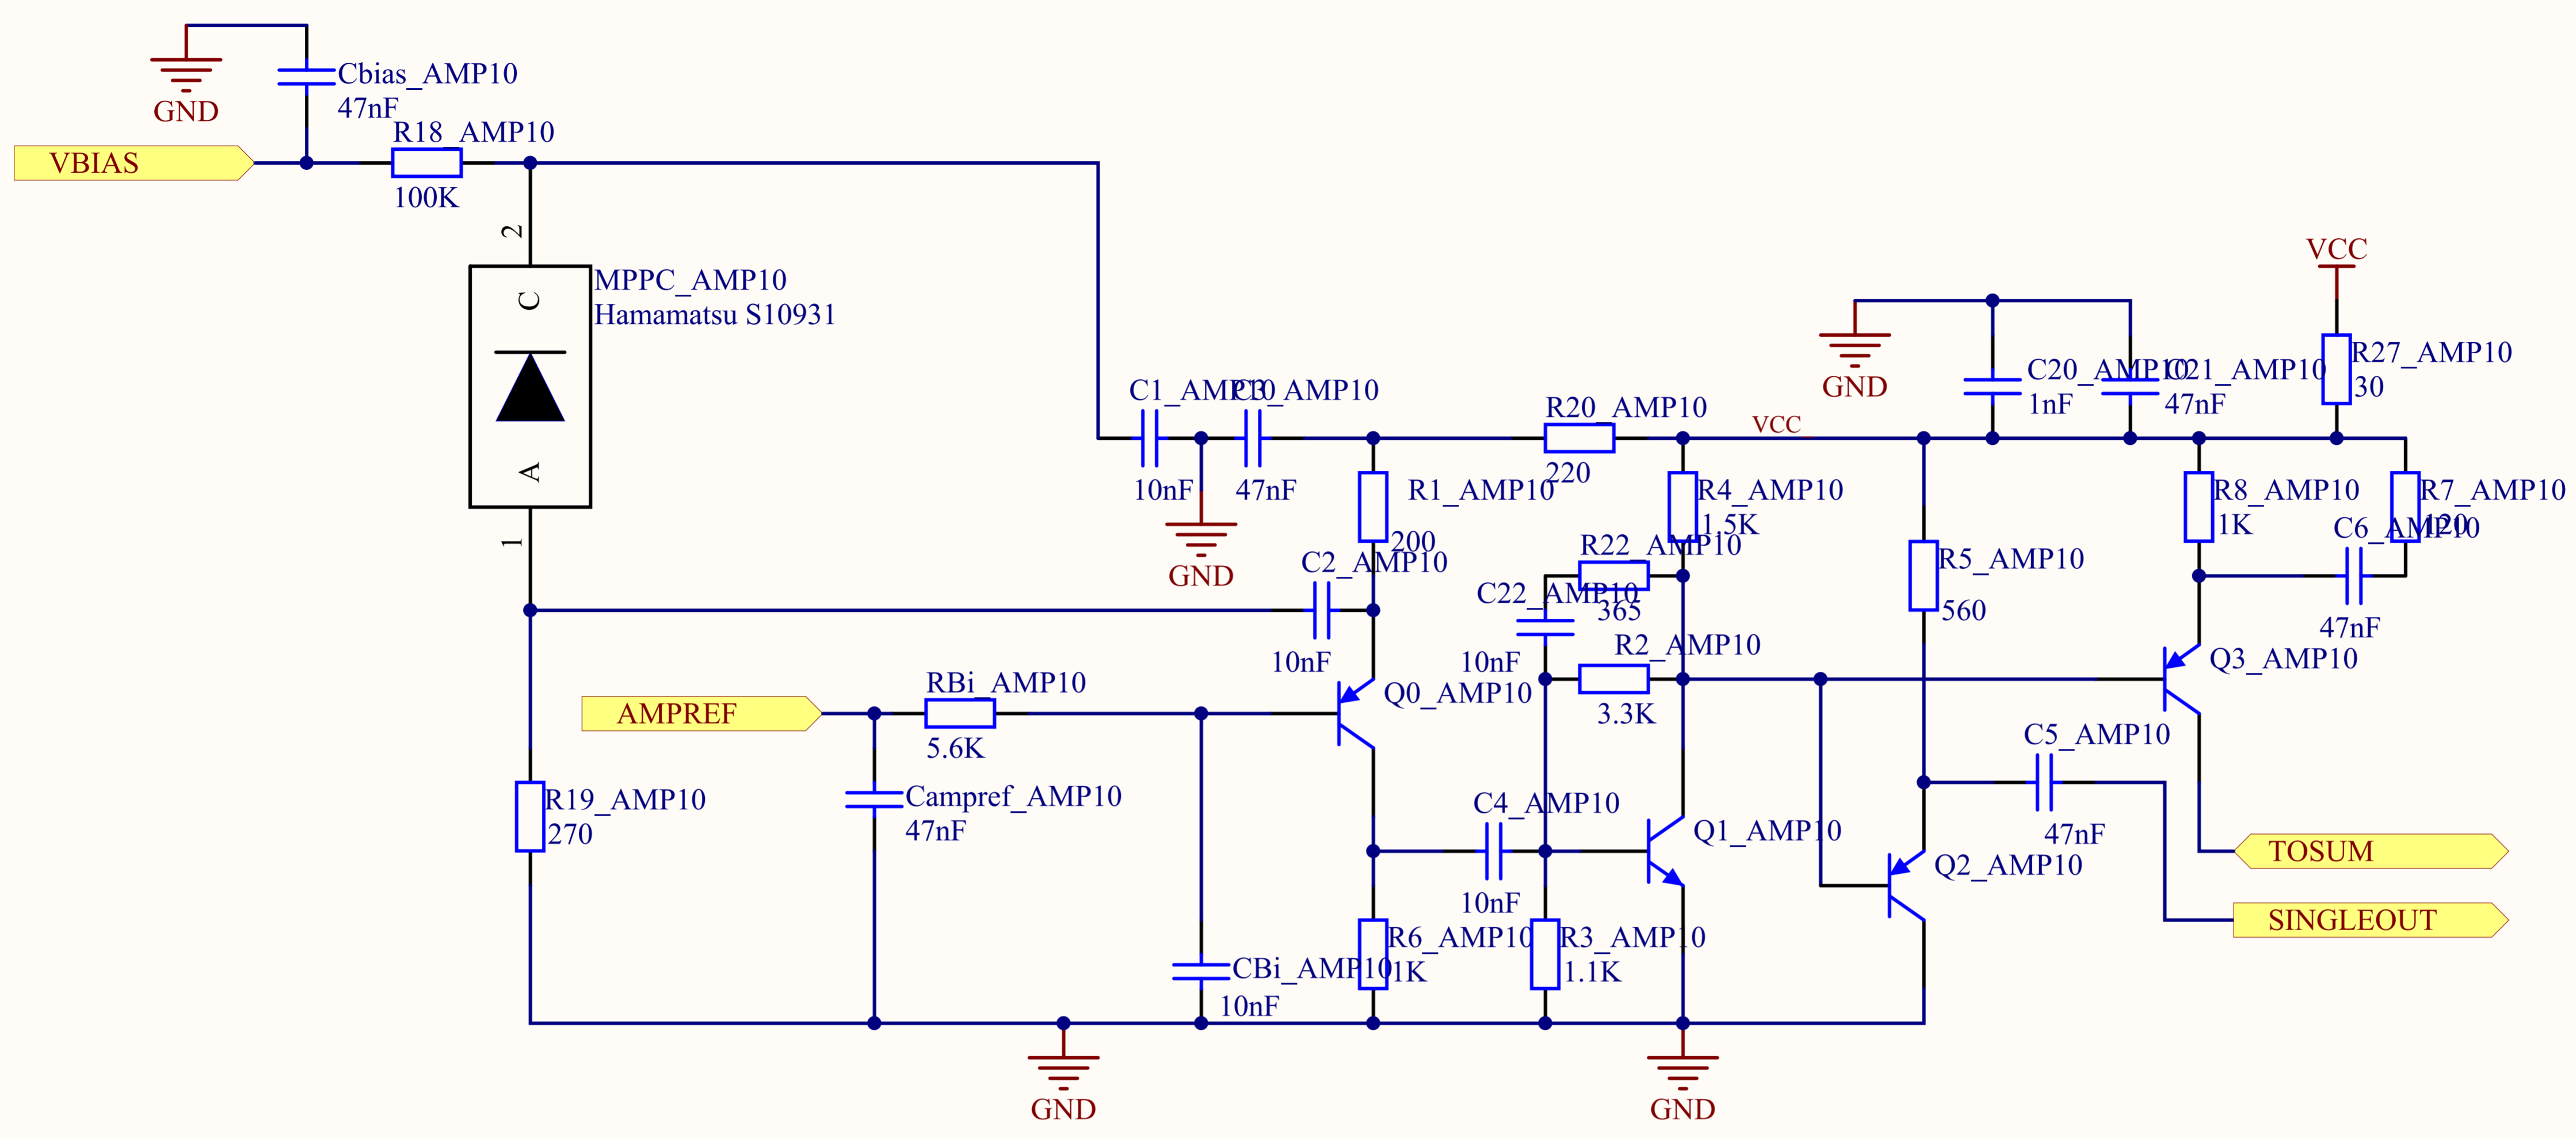 Cbias_AMP10
47nF
GND
R18_AMP10
VBIAS
100K
2
C
MPPC_AMP10
Hamamatsu S10931
A
1
VCC
R27_AMP10
30
C20_AMP10
1nF
C21_AMP10
47nF
GND
C1_AMP10
C3_AMP10
10nF
47nF
GND
R20_AMP10
220
VCC
R1_AMP10
200
R4_AMP10
1.5K
R8_AMP10
1K
R7_AMP10
120
C6_AMP10
47nF
C2_AMP10
10nF
R22_AMP10
365
C22_AMP10
10nF
R5_AMP10
560
R2_AMP10
3.3K
Q3_AMP10
RBi_AMP10
AMPREF
5.6K
Q0_AMP10
C5_AMP10
47nF
R19_AMP10
270
Campref_AMP10
47nF
C4_AMP10
10nF
Q1_AMP10
Q2_AMP10
TOSUM
SINGLEOUT
CBi_AMP10
10nF
R6_AMP10
1K
R3_AMP10
1.1K
GND
GND